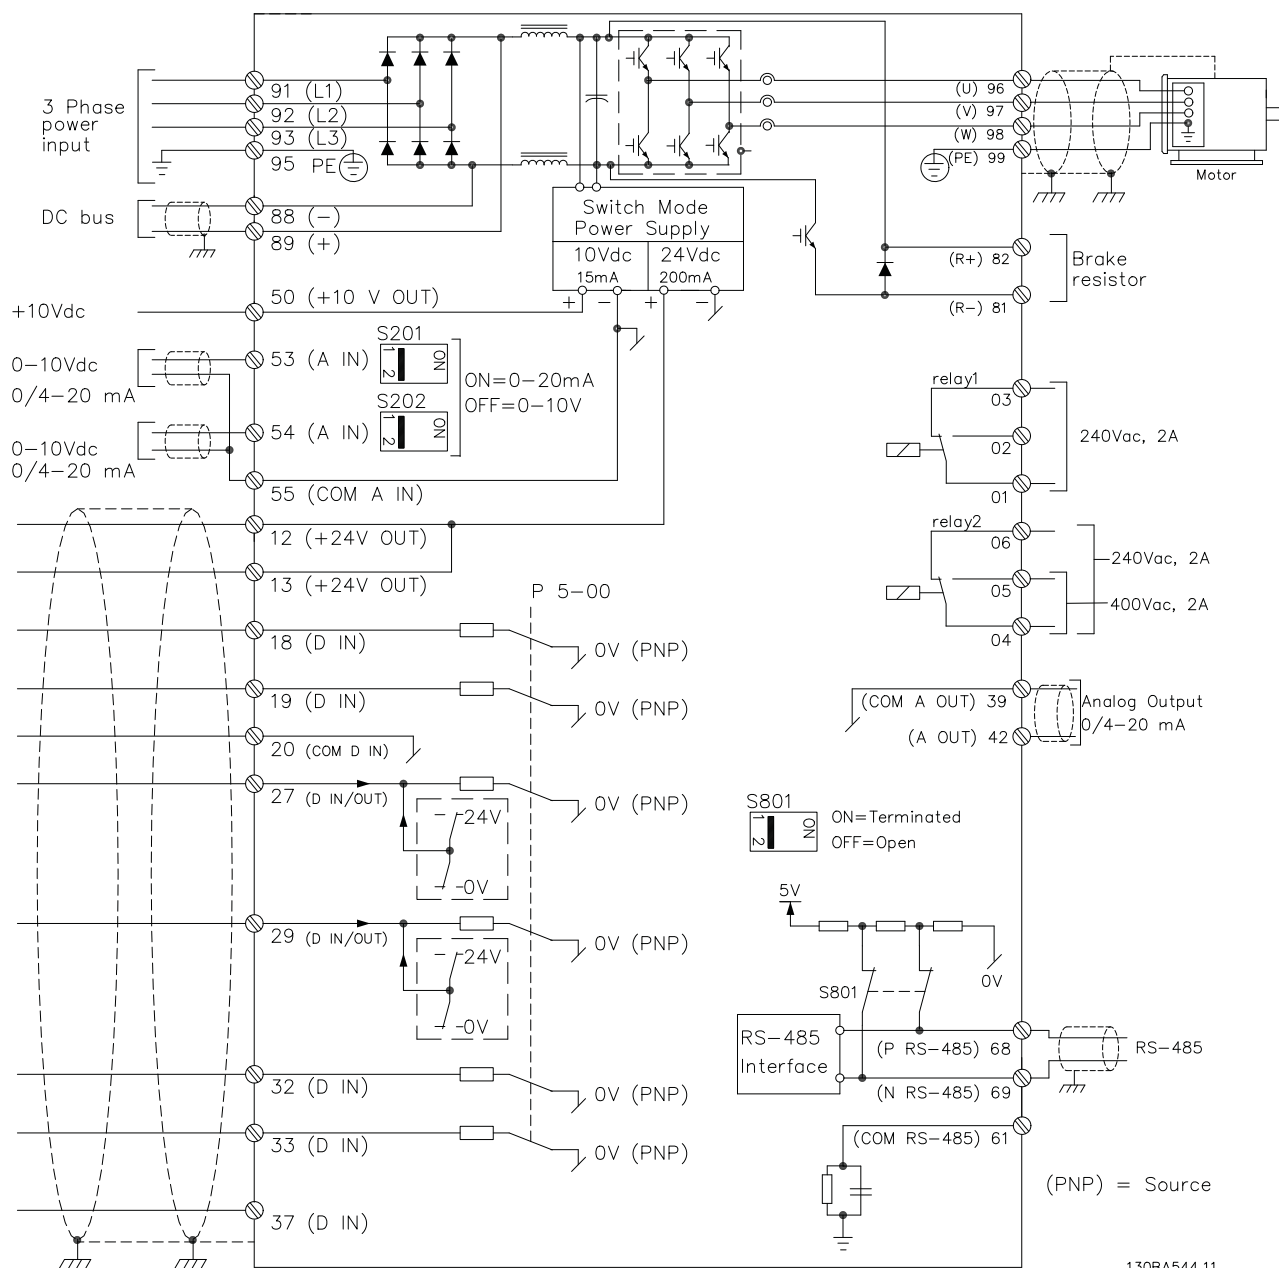 3 Phase
power
input
91 (L1)
92 (L2)
93 (L3)
95 PE
DC bus
88 (−)
89 (+)
+10Vdc
50 (+10 V OUT)
0−10Vdc
0/4−20 mA
53 (A IN)
S201
1 2
ON
0−10Vdc
0/4−20 mA
54 (A IN)
S202
1 2
ON
ON=0−20mA
OFF=0−10V
55 (COM A IN)
12 (+24V OUT)
13 (+24V OUT)
P 5−00
18 (D IN)
0V (PNP)
19 (D IN)
0V (PNP)
20 (COM D IN)
27 (D IN/OUT)
24V
0V
0V (PNP)
29 (D IN/OUT)
24V
0V
0V (PNP)
32 (D IN)
0V (PNP)
33 (D IN)
0V (PNP)
37 (D IN)
Switch Mode
Power Supply
10Vdc
15mA
24Vdc
200mA
+ − + −
(U) 96
(V) 97
(W) 98
(PE) 99
Motor
(R+) 82
(R−) 81
Brake
resistor
relay1
03
02
01
240Vac, 2A
relay2
06
05
04
240Vac, 2A
400Vac, 2A
(COM A OUT) 39
(A OUT) 42
Analog Output
0/4−20 mA
S801
1 2
ON
ON=Terminated
OFF=Open
5V
0V
S801
RS−485
Interface
(P RS−485) 68
(N RS−485) 69
(COM RS−485) 61
RS−485
(PNP) = Source
130BA544.11